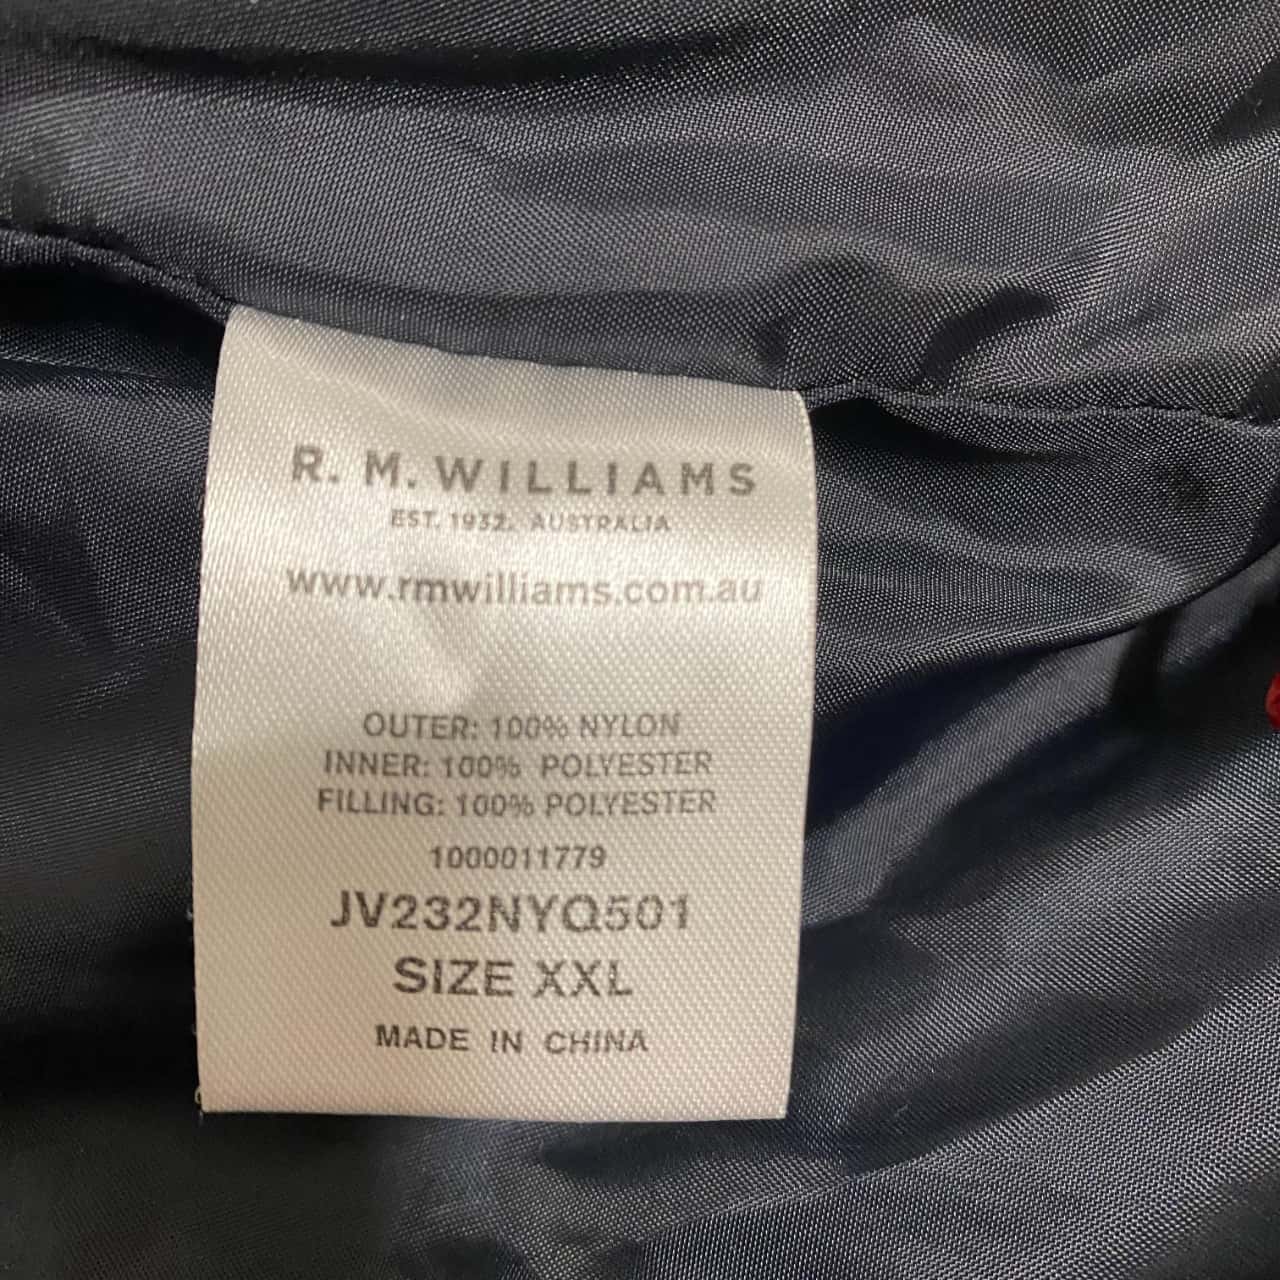 R. M. WILLIAMS
EST. 1932. AUSTRALIA
www.rmwilliams.com.au
OUTER: 100% NYLON
INNER: 100% POLYESTER
FILLING: 100% POLYESTER
1000011779
JV232NYQ501
SIZE XXL
MADE IN CHINA